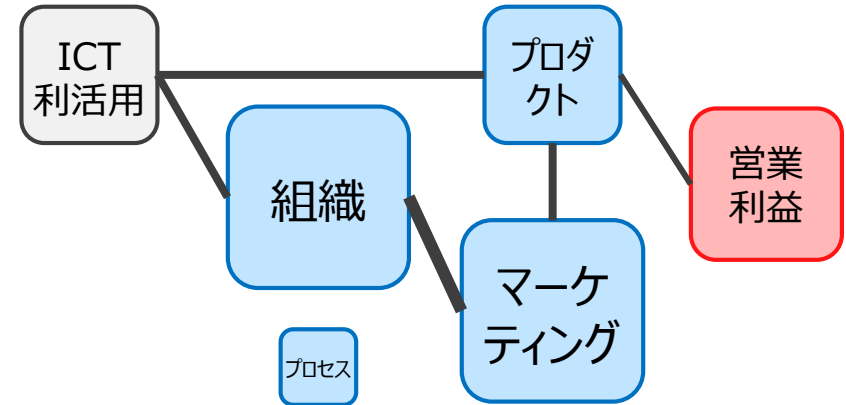 ICT
利活用
プロダ
クト
組織
営業
利益
マーケ
ティング
プロセス